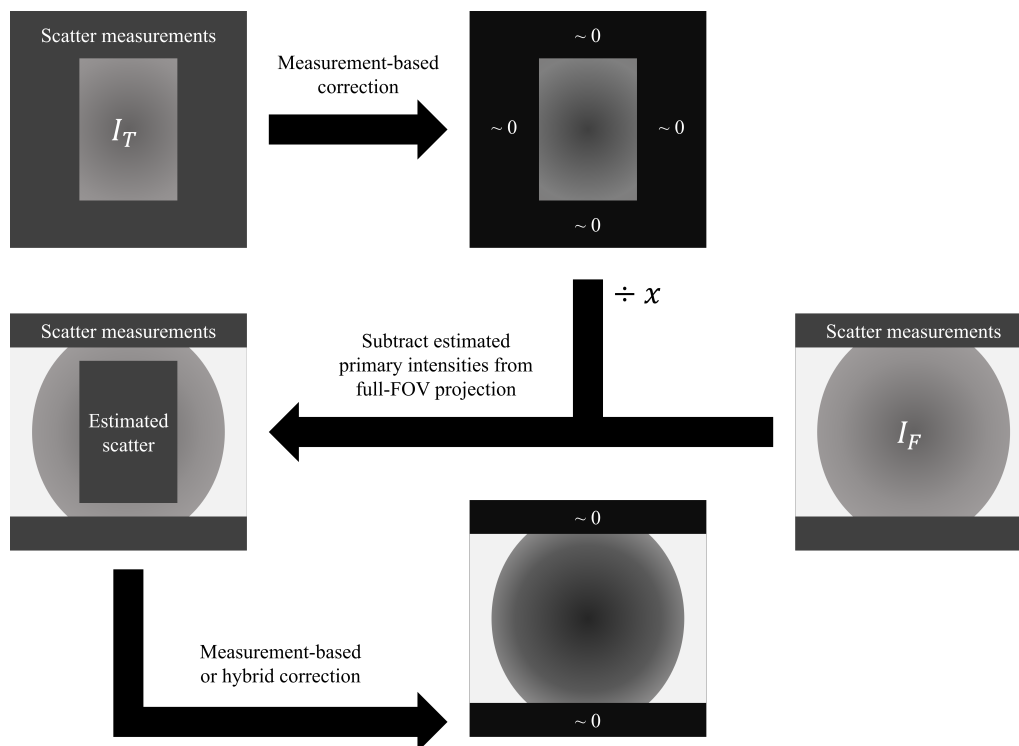 Scatter measurements
I_T
Measurement-based
correction
~ 0
~ 0
~ 0
~ 0
÷ x
Scatter measurements
Estimated
scatter
Subtract estimated
primary intensities from
full-FOV projection
Scatter measurements
I_F
Measurement-based
or hybrid correction
~ 0
~ 0